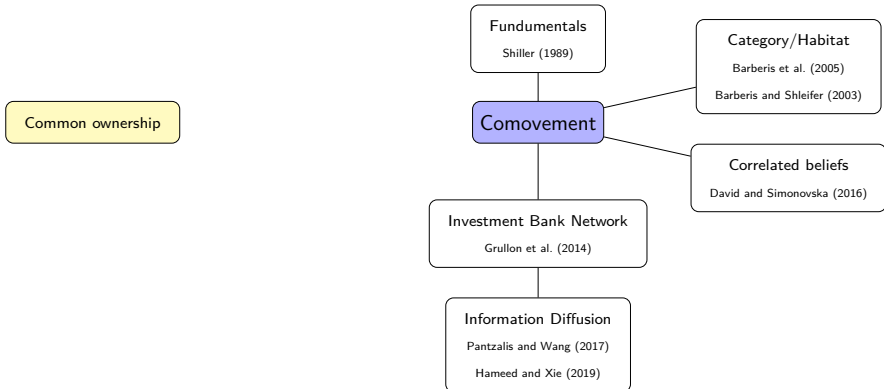 Fundumentals
Shiller (1989)
Category/Habitat
Barberis et al. (2005)
Barberis and Shleifer (2003)
Common ownership
Comovement
Correlated beliefs
David and Simonovska (2016)
Investment Bank Network
Grullon et al. (2014)
Information Diffusion
Pantzalis and Wang (2017)
Hameed and Xie (2019)